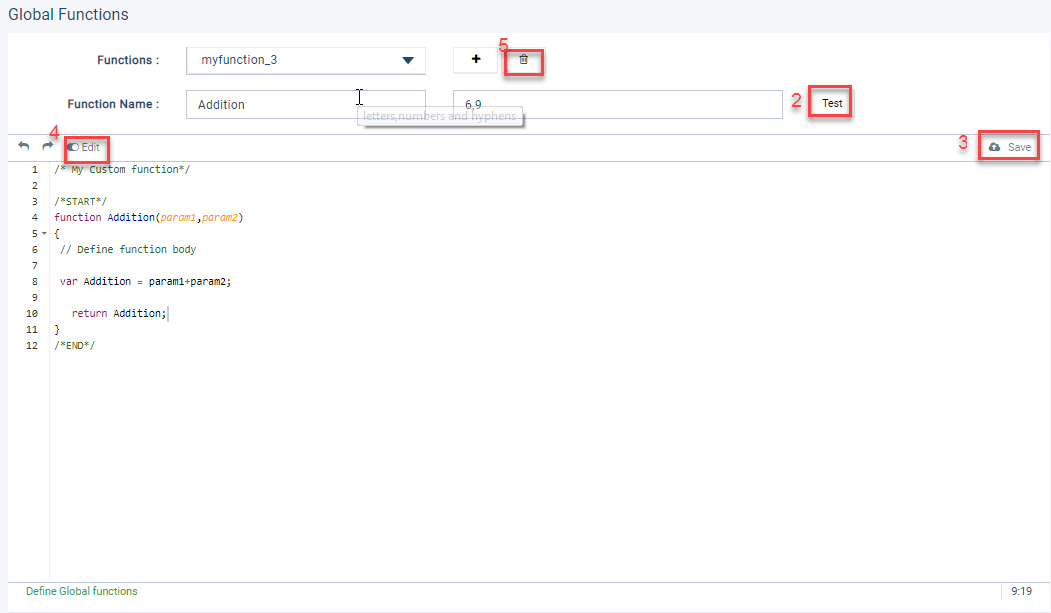 Global Functions
Functions : myfunction_3 + 5
Function Name : Addition 6,9 2 Test
letters,numbers and hyphens
4 Edit 3 Save
1 /* My Custom function*/
2
3 /*START*/
4 function Addition(param1,param2)
5 {
6 // Define function body
7
8 var Addition = param1+param2;
9
10 return Addition;
11 }
12 /*END*/
Define Global functions 9:19